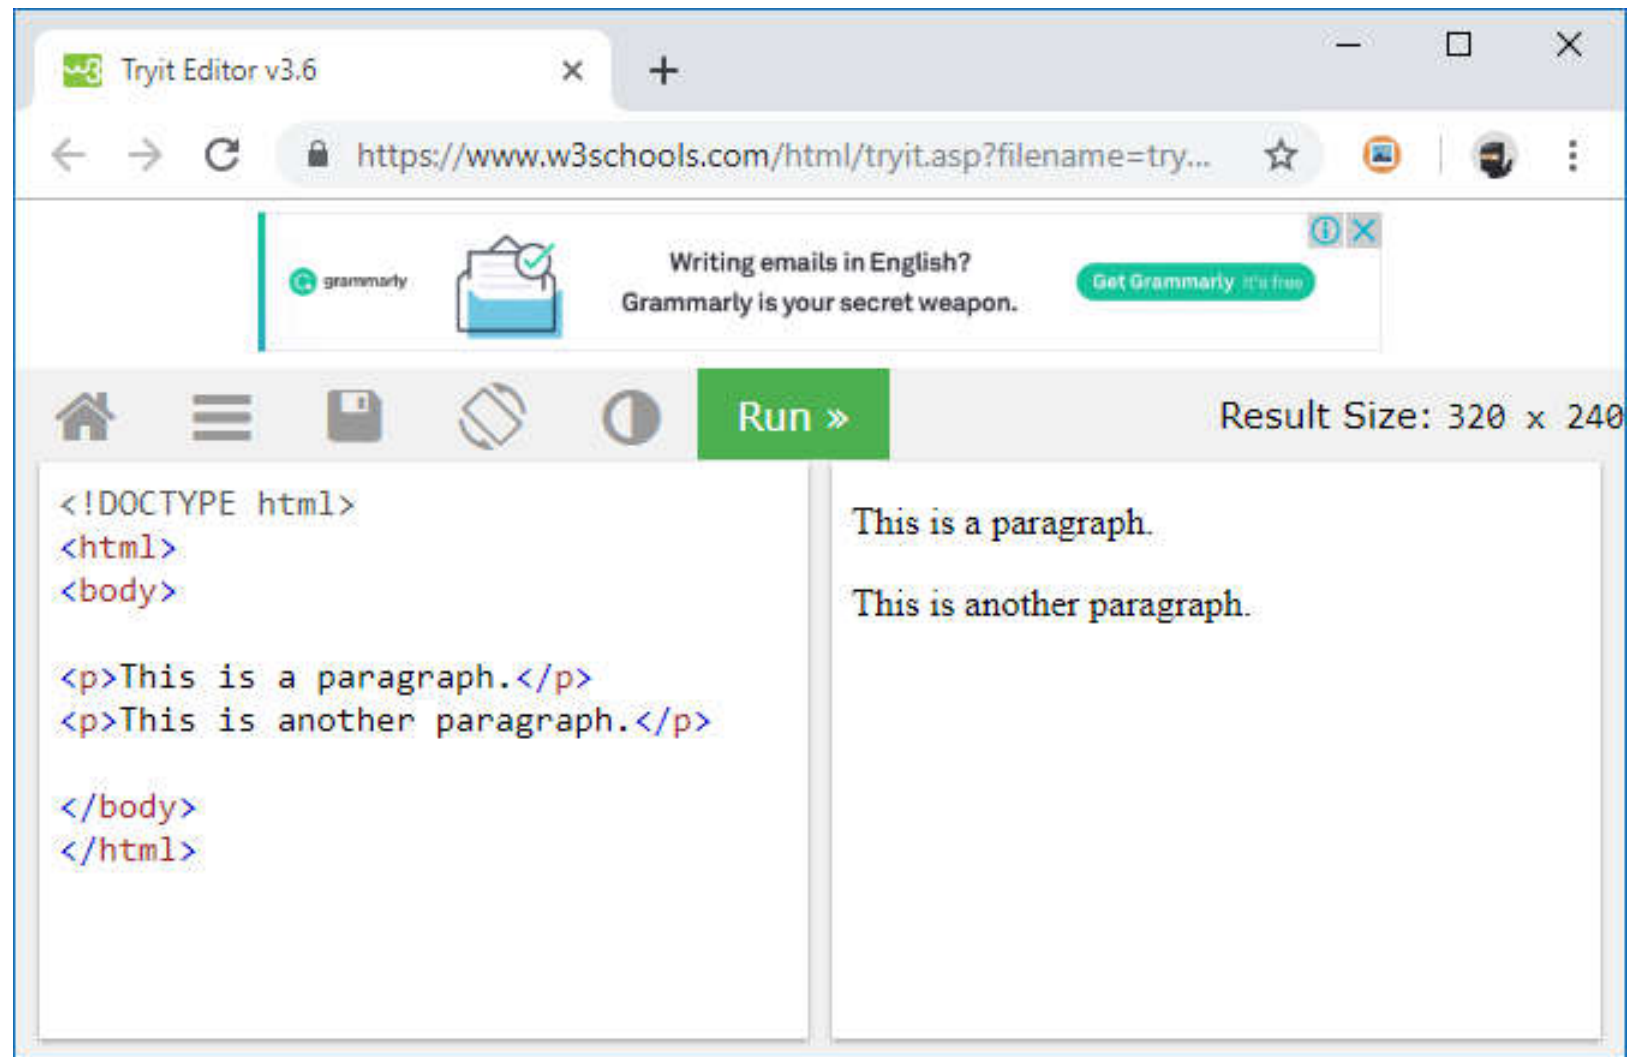 Tryit Editor v3.6
https://www.w3schools.com/html/tryit.asp?filename=try...
grammarly
Writing emails in English?
Grammarly is your secret weapon.
Get Grammarly It's free
Run »
Result Size: 320 x 240
<!DOCTYPE html>
<html>
<body>
<p>This is a paragraph.</p>
<p>This is another paragraph.</p>
</body>
</html>
This is a paragraph.
This is another paragraph.